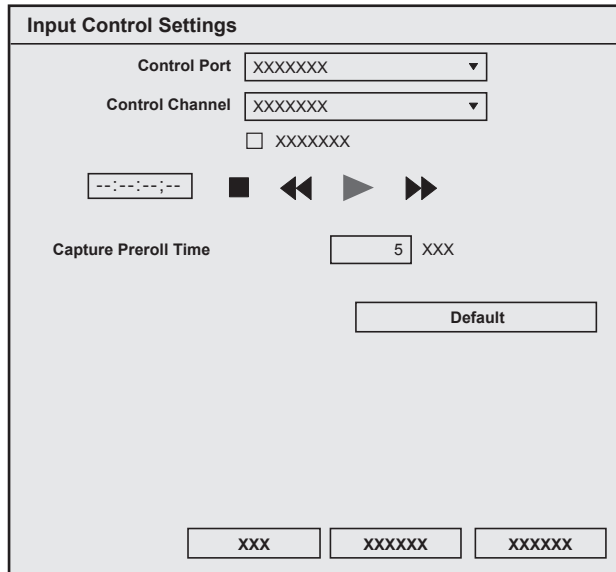 Input Control Settings
Control Port XXXXXXX
Control Channel XXXXXXX
XXXXXXX
--:--:--;--
Capture Preroll Time 5 XXX
Default
XXX XXXXXX XXXXXX